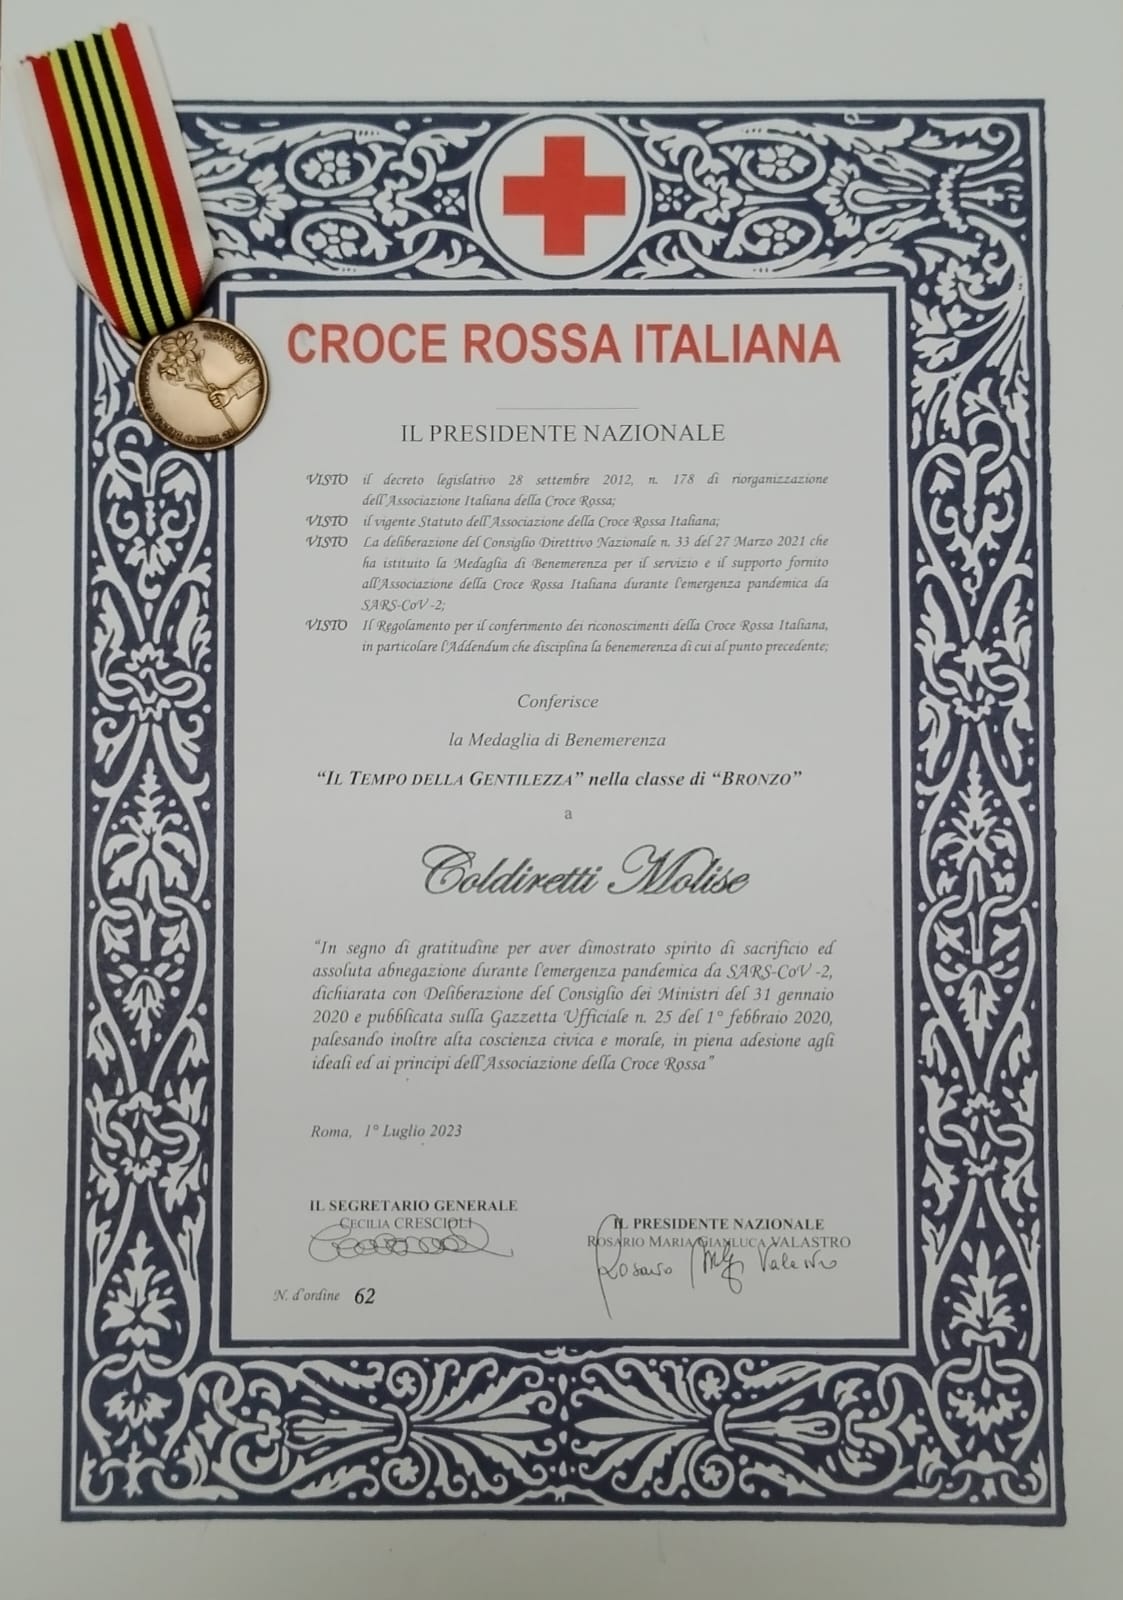 CROCE ROSSA ITALIANA
IL PRESIDENTE NAZIONALE
VISTO il decreto legislativo 28 settembre 2012, n. 178 di riorganizzazione
dell'Associazione Italiana della Croce Rossa;
VISTO il vigente Statuto dell'Associazione della Croce Rossa Italiana;
VISTO La deliberazione del Consiglio Direttivo Nazionale n. 33 del 27 Marzo 2021 che
ha istituito la Medaglia di Benemerenza per il servizio e il supporto fornito
all'Associazione della Croce Rossa Italiana durante l'emergenza pandemica da
SARS-CoV-2;
VISTO Il Regolamento per il conferimento dei riconoscimenti della Croce Rossa Italiana,
in particolare l'Addendum che disciplina la benemerenza di cui al punto precedente;
Conferisce
la Medaglia di Benemerenza
“IL TEMPO DELLA GENTILEZZA” nella classe di “BRONZO”
a
Coldiretti Molise
“In segno di gratitudine per aver dimostrato spirito di sacrificio ed
assoluta abnegazione durante l'emergenza pandemica da SARS-CoV-2,
dichiarata con Deliberazione del Consiglio dei Ministri del 31 gennaio
2020 e pubblicata sulla Gazzetta Ufficiale n. 25 del 1° febbraio 2020,
palesando inoltre alta coscienza civica e morale, in piena adesione agli
ideali ed ai principi dell'Associazione della Croce Rossa”
Roma, 1° Luglio 2023
IL SEGRETARIO GENERALE
CECILIA CRESCIOLI
IL PRESIDENTE NAZIONALE
ROSARIO MARIA GIANLUCA VALASTRO
Rosario Valastro
N. d'ordine 62